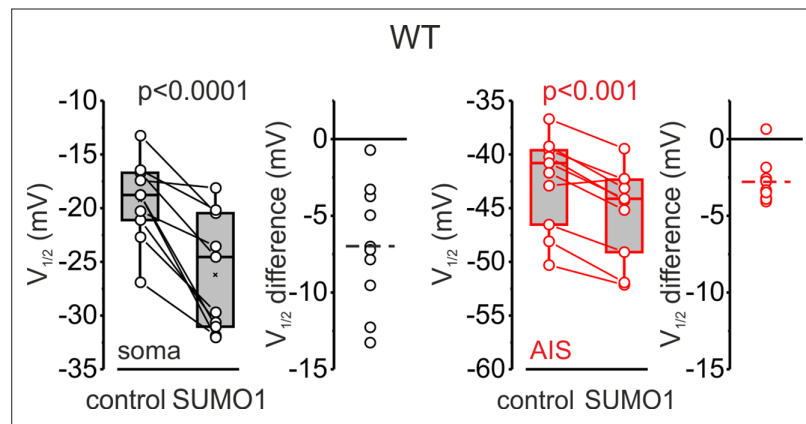 WT
p<0.0001
V1/2 (mV)
-10
-15
-20
-25
-30
-35
soma
control SUMO1
V1/2 difference (mV)
0
-5
-10
-15
p<0.001
V1/2 (mV)
-35
-40
-45
-50
-55
-60
AIS
control SUMO1
V1/2 difference (mV)
0
-5
-10
-15